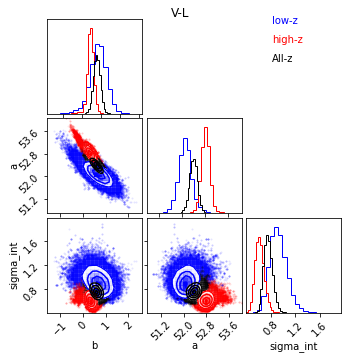 V-L
low-z
high-z
All-z
53.6
52.8
52.0
51.2
a
1.6
1.2
0.8
sigma_int
−1 0 1 2
b
51.2 52.0 52.8 53.6
a
0.8 1.2 1.6
sigma_int